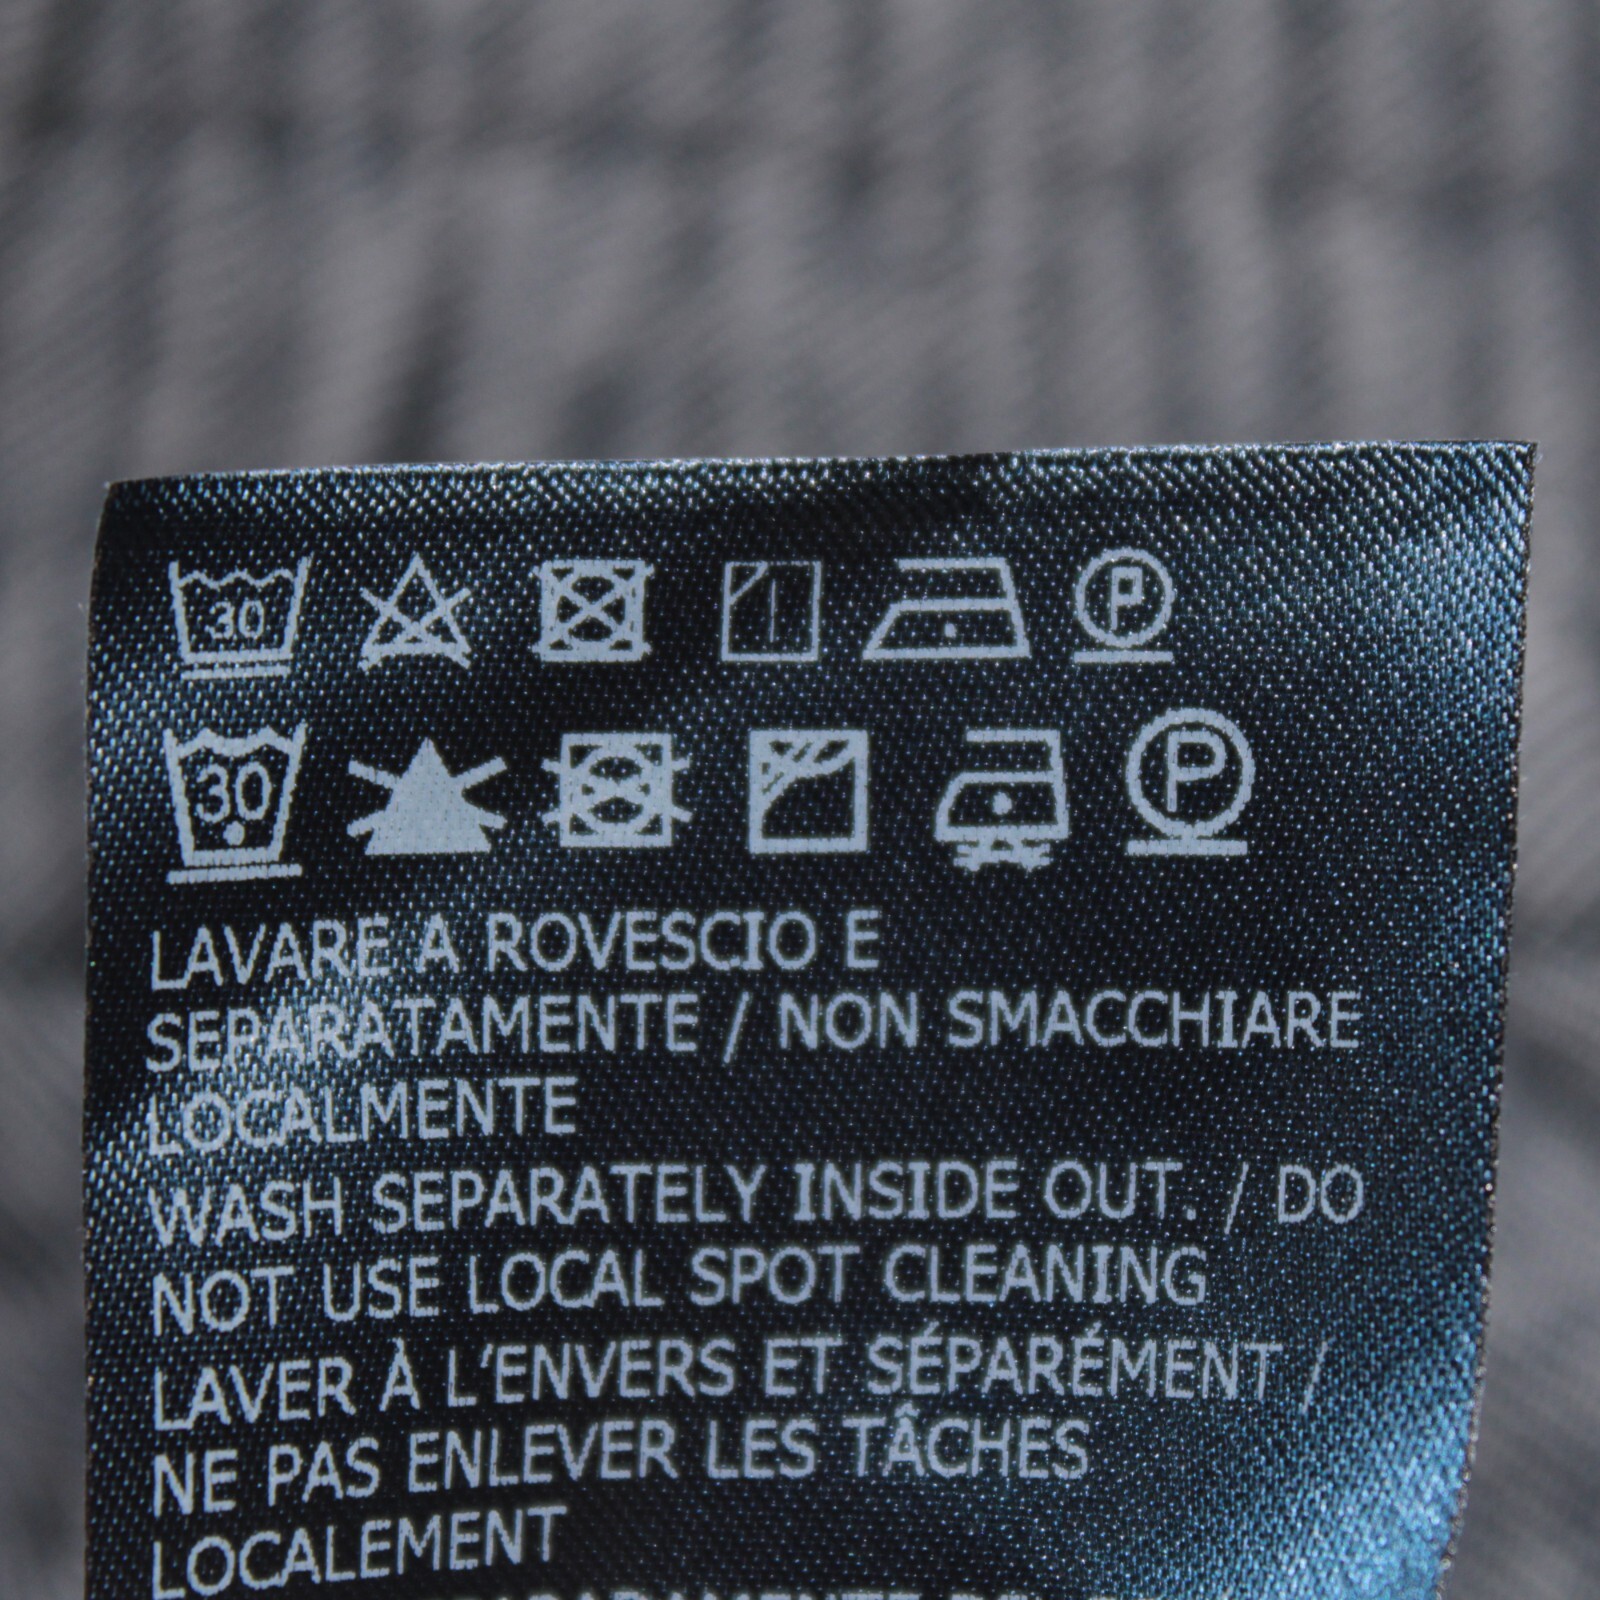 30 P
30 P
LAVARE A ROVESCIO E
SEPARATAMENTE / NON SMACCHIARE
LOCALMENTE
WASH SEPARATELY INSIDE OUT. / DO
NOT USE LOCAL SPOT CLEANING
LAVER À L'ENVERS ET SÉPARÉMENT /
NE PAS ENLEVER LES TÂCHES
LOCALEMENT